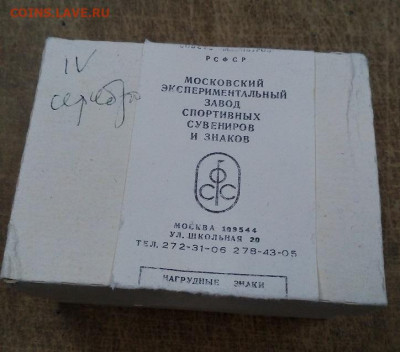 COINS.LAVE.RU
РСФСР
IV
серебро
МОСКОВСКИЙ
ЭКСПЕРИМЕНТАЛЬНЫЙ
ЗАВОД
СПОРТИВНЫХ
СУВЕНИРОВ
И ЗНАКОВ
МОСКВА 109544
УЛ. ШКОЛЬНАЯ 20
ТЕЛ. 272-31-06 278-43-05
НАГРУДНЫЕ ЗНАКИ